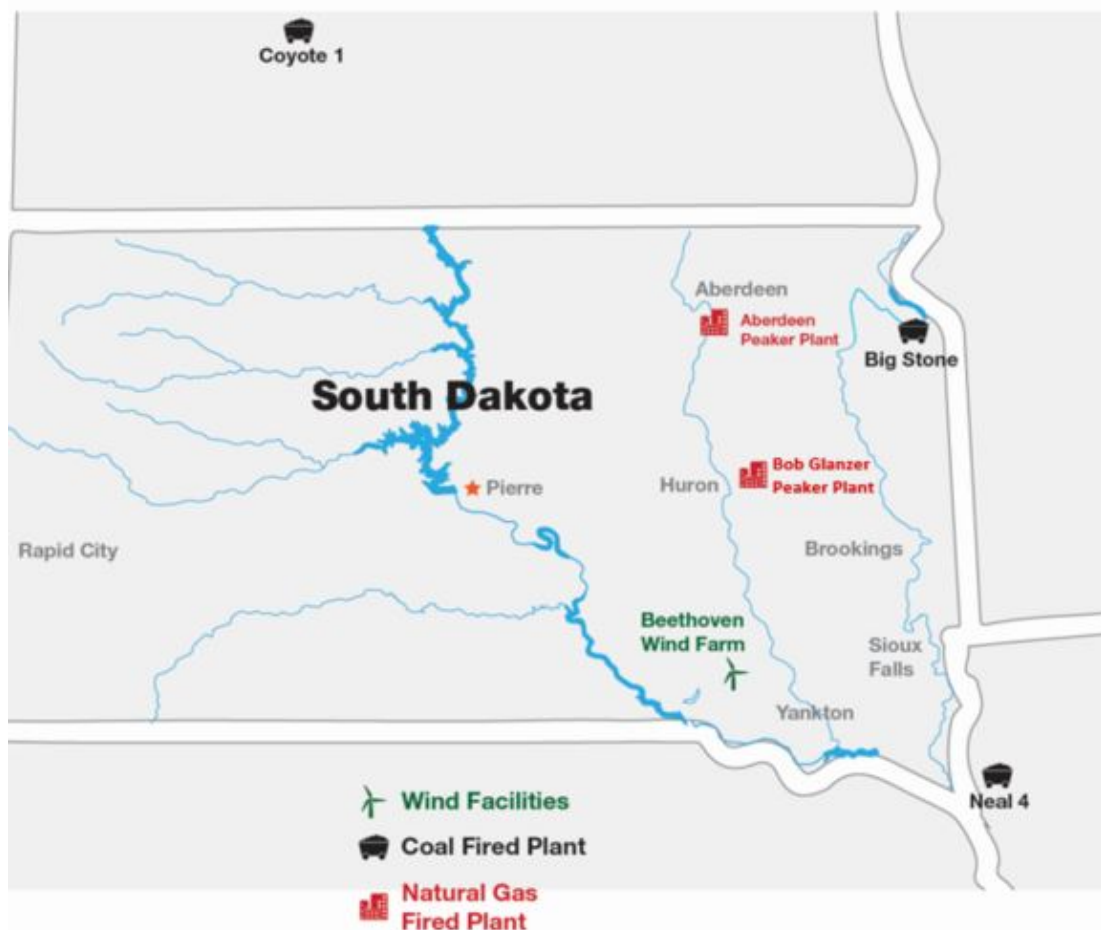 Coyote 1
Aberdeen
Aberdeen
Peaker Plant
Big Stone
South Dakota
Bob Glanzer
Peaker Plant
Huron
Pierre
Rapid City
Brookings
Beethoven
Wind Farm
Sioux
Falls
Yankton
Neal 4
Wind Facilities
Coal Fired Plant
Natural Gas
Fired Plant